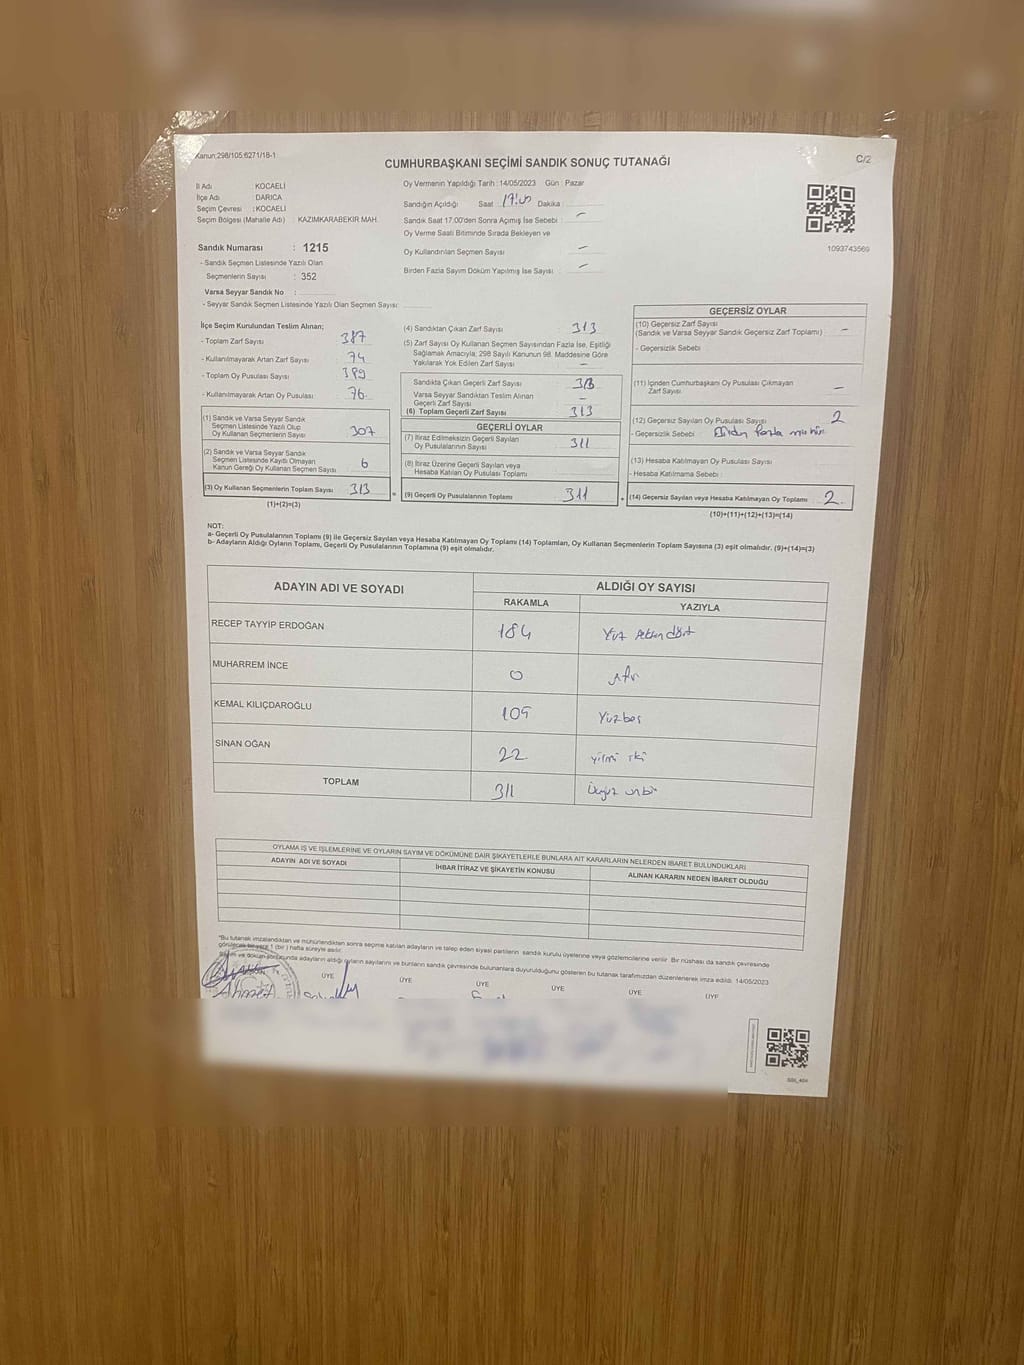 Kanun:298/105;6271/18-1
C/2
CUMHURBAŞKANI SEÇİMİ SANDIK SONUÇ TUTANAĞI
İl Adı KOCAELİ
İlçe Adı DARICA
Seçim Çevresi :KOCAELİ
Seçim Bölgesi (Mahalle Adı) : KAZIMKARABEKİR MAH.
Sandık Numarası : 1215
- Sandık Seçmen Listesinde Yazılı Olan
Seçmenlerin Sayısı : 352
Varsa Seyyar Sandık No :
- Seyyar Sandık Seçmen Listesinde Yazılı Olan Seçmen Sayısı:
Oy Vermenin Yapıldığı Tarih :14/05/2023 Gün : Pazar
Sandığın Açıldığı Saat 17:00 Dakika :
Sandık Saat 17.00'den Sonra Açılmış İse Sebebi : -
Oy Verme Saati Bitiminde Sırada Bekleyen ve
Oy Kullandırılan Seçmen Sayısı -
Birden Fazla Sayım Döküm Yapılmış İse Sayısı : -
1093743569
İlçe Seçim Kurulundan Teslim Alınan;
- Toplam Zarf Sayısı 387
- Kullanılmayarak Artan Zarf Sayısı 74
- Toplam Oy Pusulası Sayısı 389
- Kullanılmayarak Artan Oy Pusulası 76
(1) Sandık ve Varsa Seyyar Sandık
Seçmen Listesinde Yazılı Olup
Oy Kullanan Seçmenlerin Sayısı 307
(2) Sandık ve Varsa Seyyar Sandık
Seçmen Listesinde Kayıtlı Olmayan
Kanun Gereği Oy Kullanan Seçmen Sayısı 6
(3) Oy Kullanan Seçmenlerin Toplam Sayısı 313
(1)+(2)=(3)
(4) Sandıktan Çıkan Zarf Sayısı : 313
(5) Zarf Sayısı Oy Kullanan Seçmen Sayısından Fazla İse, Eşitliği
Sağlamak Amacıyla; 298 Sayılı Kanunun 98. Maddesine Göre
Yakılarak Yok Edilen Zarf Sayısı : -
Sandıkta Çıkan Geçerli Zarf Sayısı : 313
Varsa Seyyar Sandıktan Teslim Alınan
Geçerli Zarf Sayısı : -
(6) Toplam Geçerli Zarf Sayısı : 313
GEÇERLİ OYLAR
(7) İtiraz Edilmeksizin Geçerli Sayılan
Oy Pusulalarının Sayısı : 311
(8) İtiraz Üzerine Geçerli Sayılan veya
Hesaba Katılan Oy Pusulası Toplamı :
= (9) Geçerli Oy Pusulalarının Toplamı : 311
GEÇERSİZ OYLAR
(10) Geçersiz Zarf Sayısı
(Sandık ve Varsa Seyyar Sandık Geçersiz Zarf Toplamı) : -
- Geçersizlik Sebebi :
(11) İçinden Cumhurbaşkanı Oy Pusulası Çıkmayan
Zarf Sayısı : -
(12) Geçersiz Sayılan Oy Pusulası Sayısı : 2
- Geçersizlik Sebebi : Birden fazla mühür
(13) Hesaba Katılmayan Oy Pusulası Sayısı :
- Hesaba Katılmama Sebebi :
+ (14) Geçersiz Sayılan veya Hesaba Katılmayan Oy Toplamı : 2
(10)+(11)+(12)+(13)=(14)
NOT:
a- Geçerli Oy Pusulalarının Toplamı (9) ile Geçersiz Sayılan veya Hesaba Katılmayan Oy Toplamı (14) Toplamları, Oy Kullanan Seçmenlerin Toplam Sayısına (3) eşit olmalıdır. (9)+(14)=(3)
b- Adayların Aldığı Oyların Toplamı, Geçerli Oy Pusulalarının Toplamına (9) eşit olmalıdır.
ADAYIN ADI VE SOYADI ALDIĞI OY SAYISI
RAKAMLA YAZIYLA
RECEP TAYYİP ERDOĞAN 184 Yüz seksen dört
MUHARREM İNCE 0 sıfır
KEMAL KILIÇDAROĞLU 105 Yüzbeş
SİNAN OĞAN 22 yirmi iki
TOPLAM 311 Üçyüz onbir
OYLAMA İŞ VE İŞLEMLERİNE VE OYLARIN SAYIM VE DÖKÜMÜNE DAİR ŞİKAYETLERLE BUNLARA AİT KARARLARIN NELERDEN İBARET BULUNDUKLARI
ADAYIN ADI VE SOYADI İHBAR İTİRAZ VE ŞİKAYETİN KONUSU ALINAN KARARIN NEDEN İBARET OLDUĞU
*Bu tutanak imzalandıktan ve mühürlendikten sonra seçime katılan adayların ve talep eden siyasi partilerin sandık kurulu üyelerine veya gözlemcilerine verilir. Bir nüshası da sandık çevresinde
görülecek bir yere 1 (bir) hafta süreyle asılır.
Sayım ve döküm sonucunda adayların aldığı oyların sayılarını ve bunların sandık çevresinde bulunanlara duyurulduğunu gösteren bu tutanak tarafımızdan düzenlenerek imza edildi. 14/05/2023
ÜYE ÜYE ÜYE ÜYE ÜYE ÜYE
Ahmet